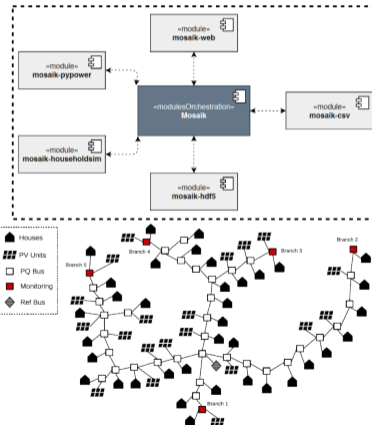 «module»
mosaik-web
«module»
mosaik-pypower
«modulesOrchestration»
Mosaik
«module»
mosaik-csv
«module»
mosaik-householdsim
«module»
mosaik-hdf5
Houses
PV Units
PQ Bus
Monitoring
Ref Bus
Branch 4
Branch 3
Branch 2
Branch 5
Branch 1